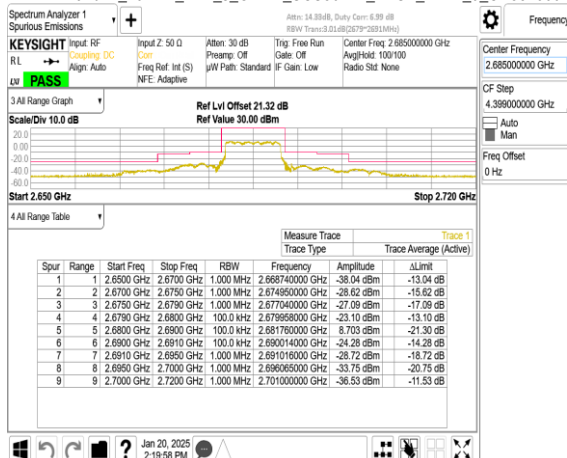 Spectrum Analyzer 1
Spurious Emissions
Attn: 14.33dB, Duty Corr: 6.99 dB
RBW Trans:3.01dB(2679~2691MHz)
Frequency
KEYSIGHT Input: RF Input Z: 50 Ω Atten: 30 dB Trig: Free Run Center Freq: 2.685000000 GHz
RL Coupling: DC Corr Preamp: Off Gate: Off Avg|Hold: 100/100
Align: Auto Freq Ref: Int (S) µW Path: Standard IF Gain: Low Radio Std: None
LXI PASS NFE: Adaptive
Center Frequency
2.685000000 GHz
CF Step
4.399000000 GHz
Auto
Man
Freq Offset
0 Hz
3 All Range Graph
Scale/Div 10.0 dB
Ref Lvl Offset 21.32 dB
Ref Value 30.00 dBm
20.0
0.00
-20.0
-40.0
-60.0
Start 2.650 GHz Stop 2.720 GHz
4 All Range Table
Measure Trace Trace 1
Trace Type Trace Average (Active)
Spur Range Start Freq Stop Freq RBW Frequency Amplitude ΔLimit
1 1 2.6500 GHz 2.6700 GHz 1.000 MHz 2.668740000 GHz -38.04 dBm -13.04 dB
2 2 2.6700 GHz 2.6750 GHz 1.000 MHz 2.674950000 GHz -28.62 dBm -15.62 dB
3 3 2.6750 GHz 2.6790 GHz 1.000 MHz 2.677040000 GHz -27.09 dBm -17.09 dB
4 4 2.6790 GHz 2.6800 GHz 100.0 kHz 2.679958000 GHz -23.10 dBm -13.10 dB
5 5 2.6800 GHz 2.6900 GHz 100.0 kHz 2.681760000 GHz 8.703 dBm -21.30 dB
6 6 2.6900 GHz 2.6910 GHz 100.0 kHz 2.690014000 GHz -24.28 dBm -14.28 dB
7 7 2.6910 GHz 2.6950 GHz 1.000 MHz 2.691016000 GHz -28.72 dBm -18.72 dB
8 8 2.6950 GHz 2.7000 GHz 1.000 MHz 2.696065000 GHz -33.75 dBm -20.75 dB
9 9 2.7000 GHz 2.7200 GHz 1.000 MHz 2.701000000 GHz -36.53 dBm -11.53 dB
Jan 20, 2025
2:19:58 PM